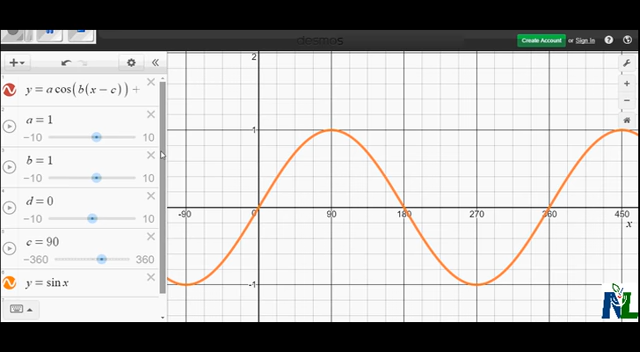 desmos
Create Account or Sign In
y = a cos(b(x − c)) +
a = 1
−10 10
b = 1
−10 10
d = 0
−10 10
c = 90
−360 360
y = sin x
2
1
-90 0 90 180 270 360 450
x
-1
NL